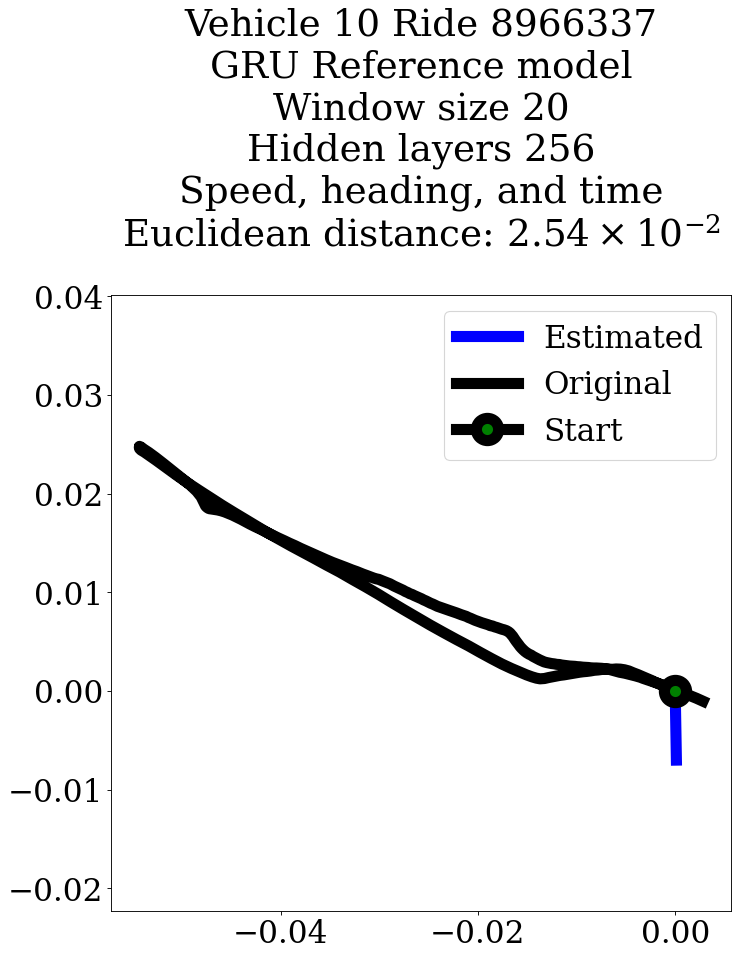 Vehicle 10 Ride 8966337
GRU Reference model
Window size 20
Hidden layers 256
Speed, heading, and time
Euclidean distance: 2.54 × 10⁻²
0.04
0.03
0.02
0.01
0.00
−0.01
−0.02
Estimated
Original
Start
−0.04
−0.02
0.00